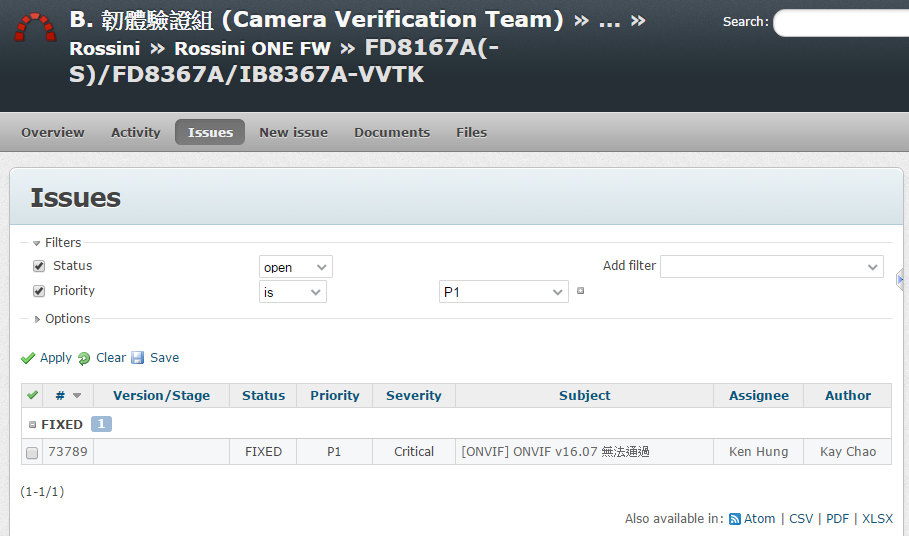 B. 韌體驗證組 (Camera Verification Team) » ... »
Search:
Rossini » Rossini ONE FW » FD8167A(-
S)/FD8367A/IB8367A-VVTK
Overview Activity Issues New issue Documents Files
Issues
Filters
Status open Add filter
Priority is P1
Options
Apply Clear Save
# Version/Stage Status Priority Severity Subject Assignee Author
FIXED 1
73789 FIXED P1 Critical [ONVIF] ONVIF v16.07 無法通過 Ken Hung Kay Chao
(1-1/1)
Also available in: Atom | CSV | PDF | XLSX